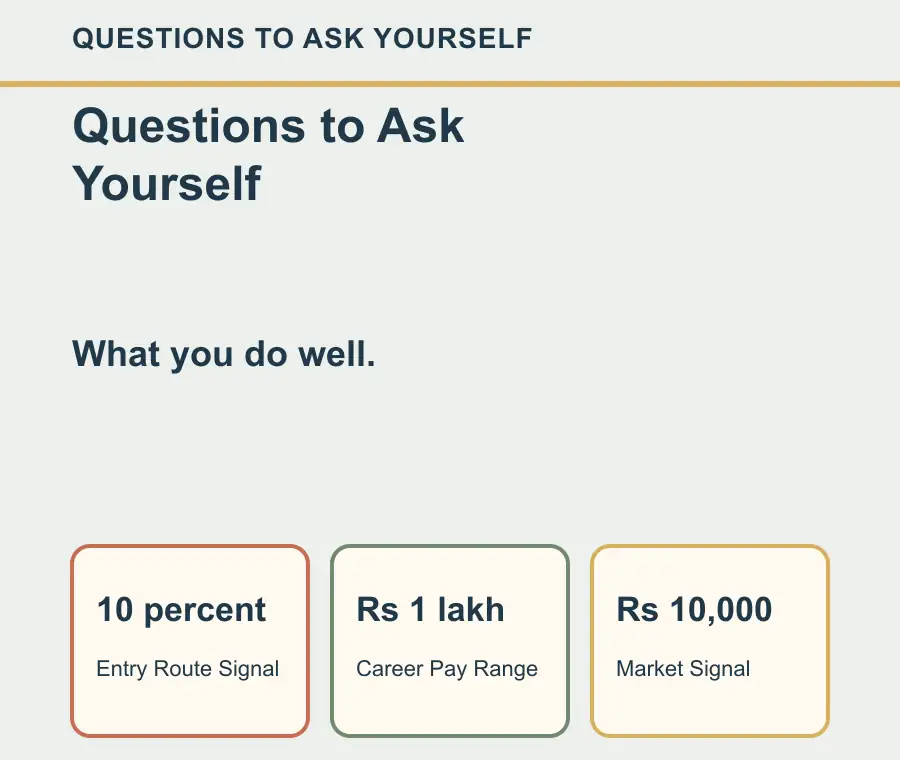 QUESTIONS TO ASK YOURSELF
Questions to Ask
Yourself
What you do well.
10 percent
Entry Route Signal
Rs 1 lakh
Career Pay Range
Rs 10,000
Market Signal